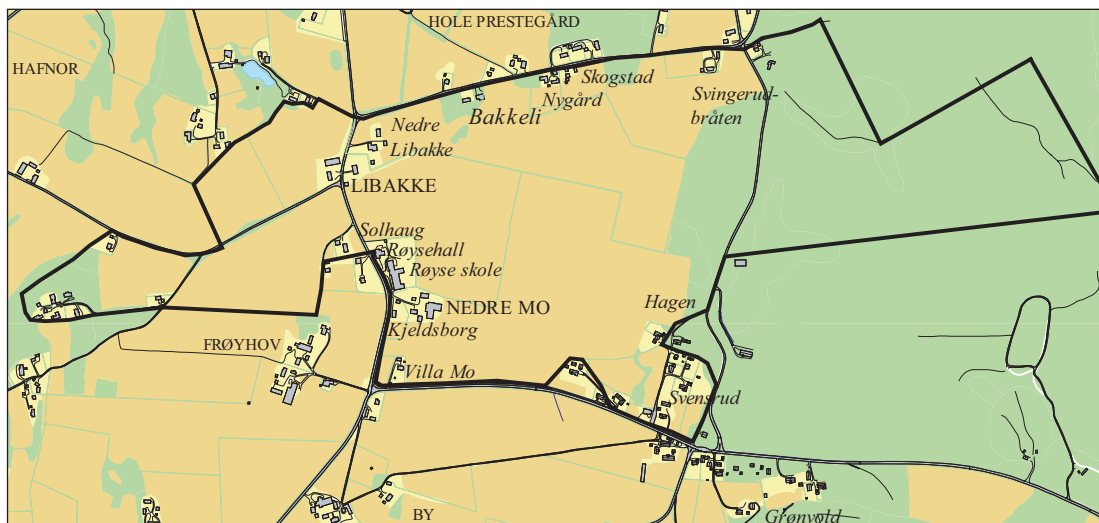 HOLE PRESTEGÅRD
HAFNOR
Skogstad
Nygård
Svingerud-
bråten
Bakkeli
Nedre
Libakke
LIBAKKE
Solhaug
Røysehall
Røyse skole
Hagen
NEDRE MO
Kjeldsborg
FRØYHOV
Villa Mo
Svensrud
BY
Grønvold